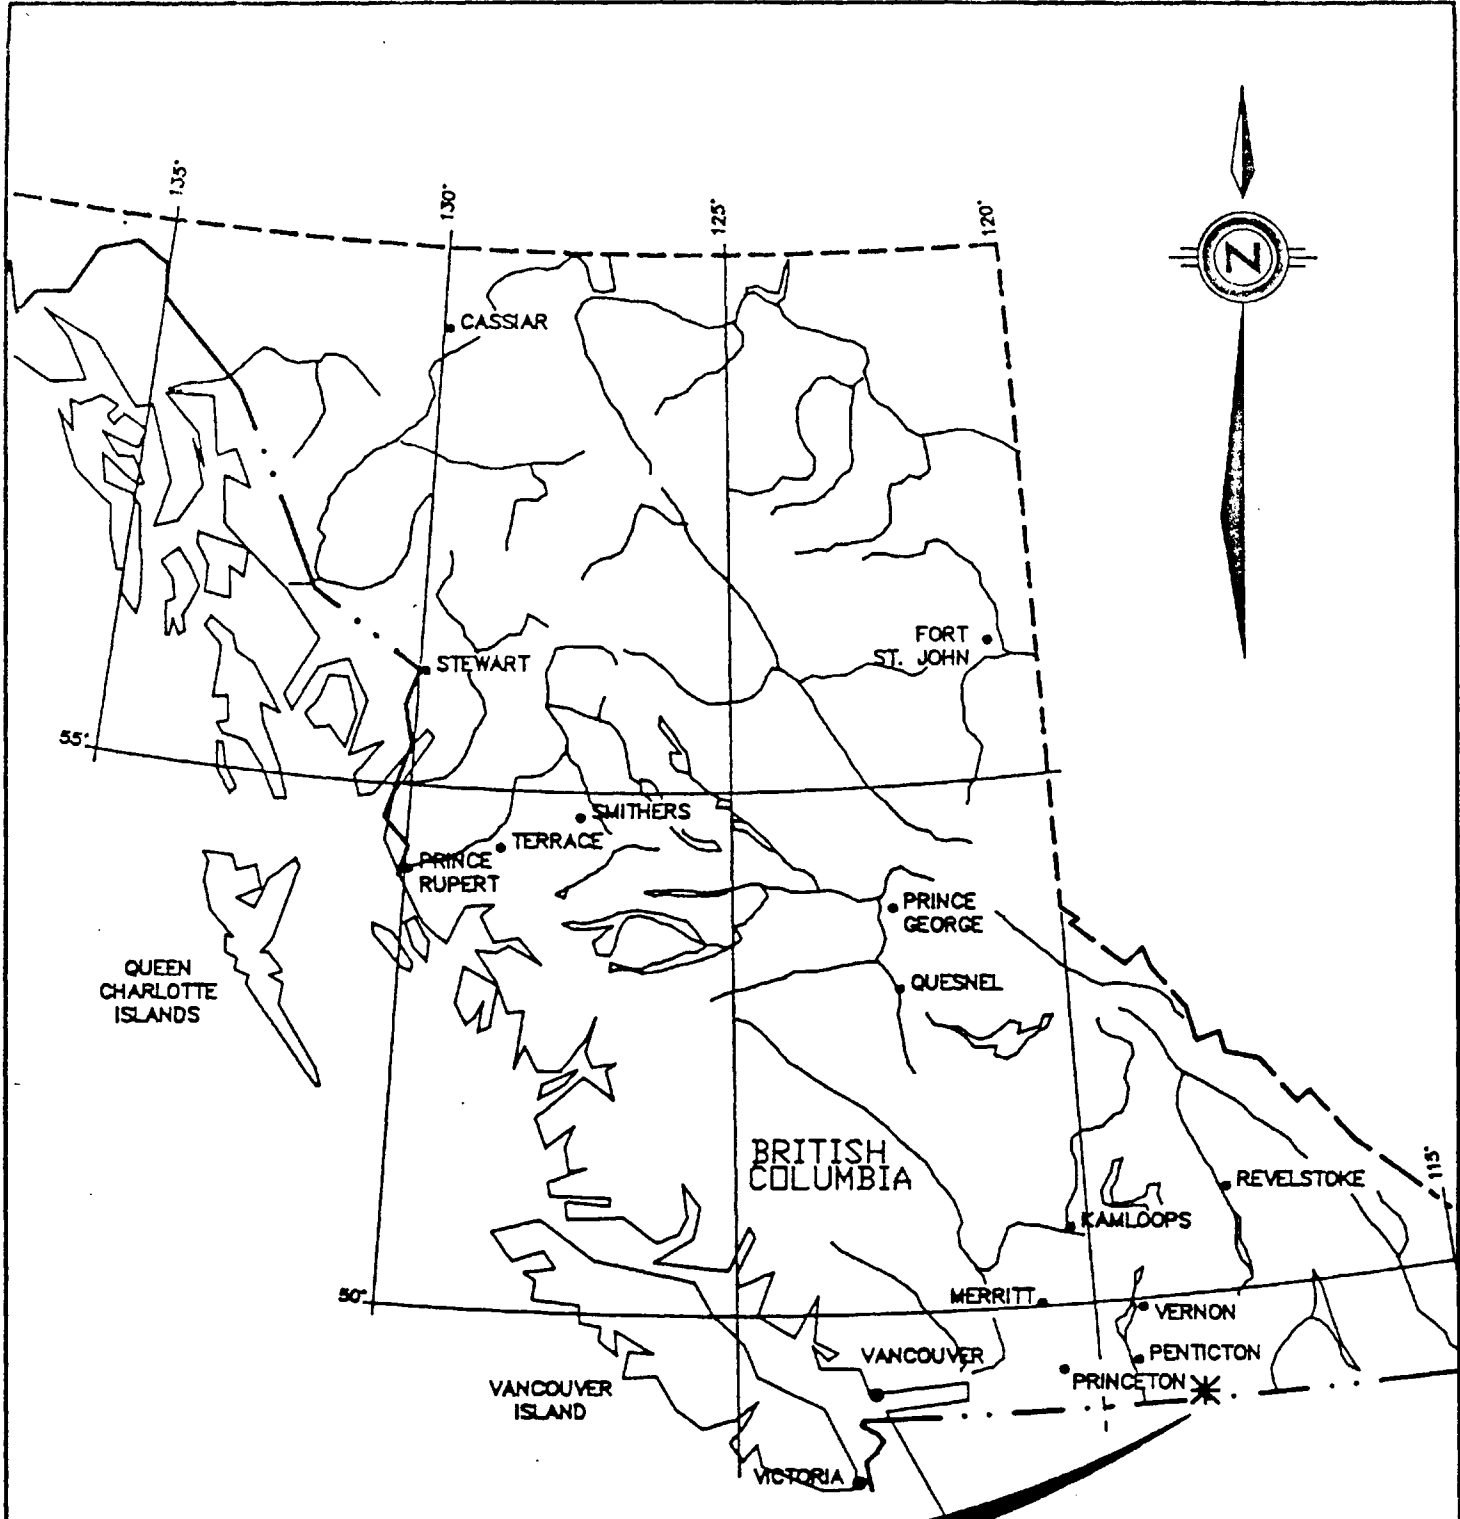 135°
130°
125°
120°
N
CASSIAR
FORT
ST. JOHN
STEWART
55°
SMITHERS
TERRACE
PRINCE
RUPERT
PRINCE
GEORGE
QUEEN
CHARLOTTE
ISLANDS
QUESNEL
BRITISH
COLUMBIA
115°
REVELSTOKE
KAMLOOPS
50°
MERRITT
VERNON
VANCOUVER
PENTICTON
PRINCETON
VANCOUVER
ISLAND
VICTORIA